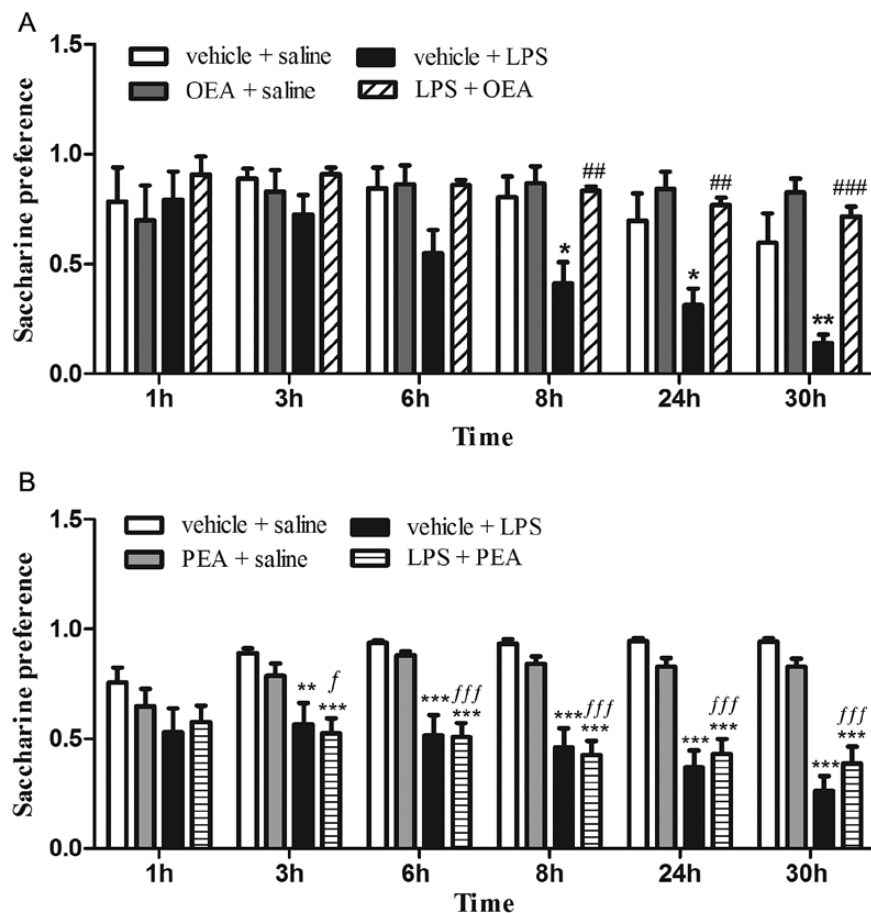 A
1.5
vehicle + saline
vehicle + LPS
OEA + saline
LPS + OEA
Saccharine preference
1.0
##
##
###
0.5
*
*
**
0.0
1h 3h 6h 8h 24h 30h
Time
B
1.5
vehicle + saline
vehicle + LPS
PEA + saline
LPS + PEA
Saccharine preference
1.0
** ƒ
***
*** ƒƒƒ
***
*** ƒƒƒ
***
*** ƒƒƒ
***
*** ƒƒƒ
***
0.5
0.0
1h 3h 6h 8h 24h 30h
Time